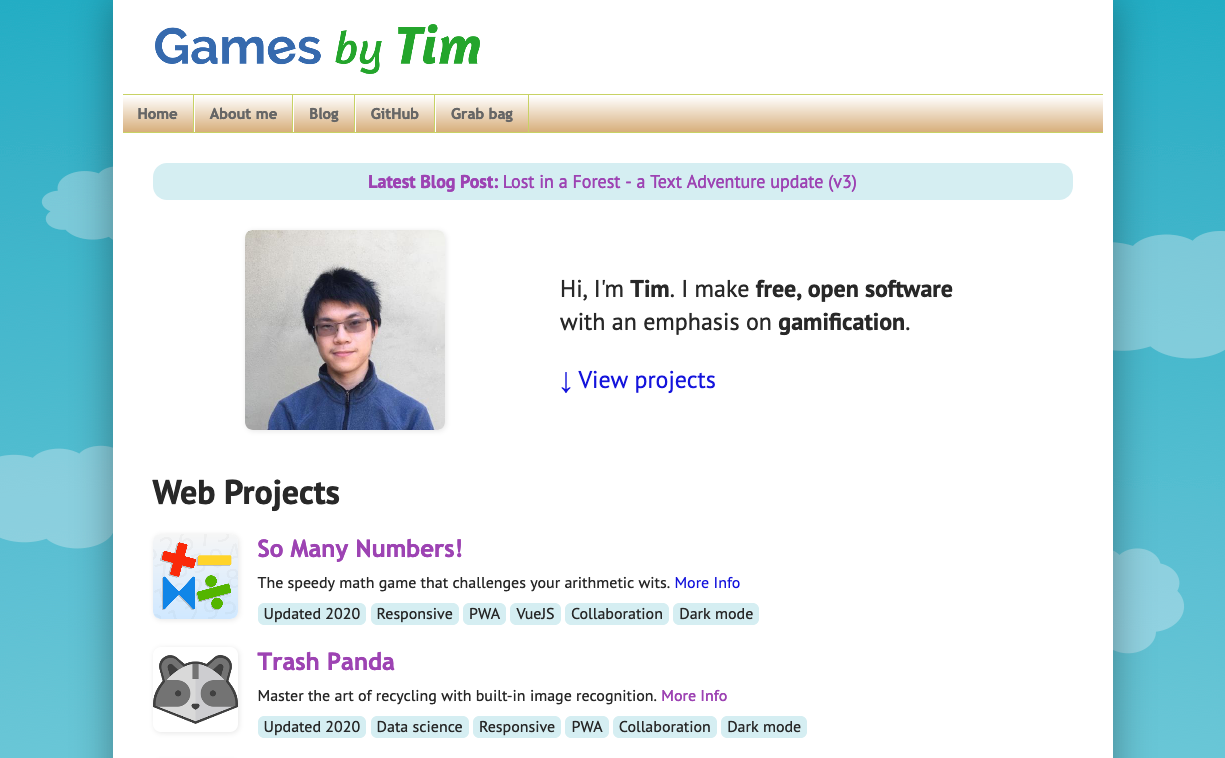 Games by Tim
Home About me Blog GitHub Grab bag
Latest Blog Post: Lost in a Forest - a Text Adventure update (v3)
Hi, I'm Tim. I make free, open software
with an emphasis on gamification.
↓ View projects
Web Projects
So Many Numbers!
The speedy math game that challenges your arithmetic wits. More Info
Updated 2020 Responsive PWA VueJS Collaboration Dark mode
Trash Panda
Master the art of recycling with built-in image recognition. More Info
Updated 2020 Data science Responsive PWA Collaboration Dark mode